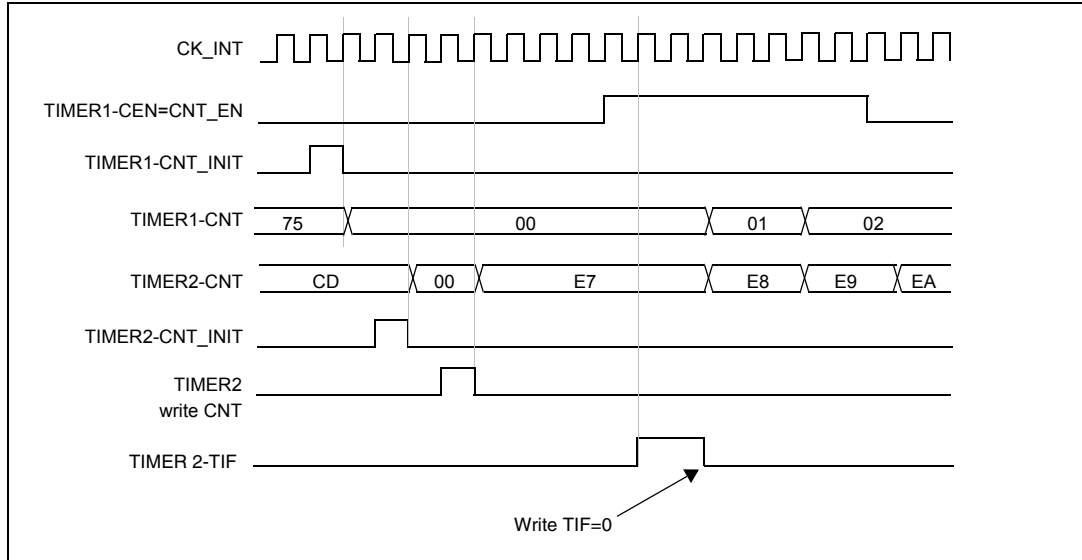 CK_INT
TIMER1-CEN=CNT_EN
TIMER1-CNT_INIT
TIMER1-CNT 75 00 01 02
TIMER2-CNT CD 00 E7 E8 E9 EA
TIMER2-CNT_INIT
TIMER2
write CNT
TIMER 2-TIF
Write TIF=0